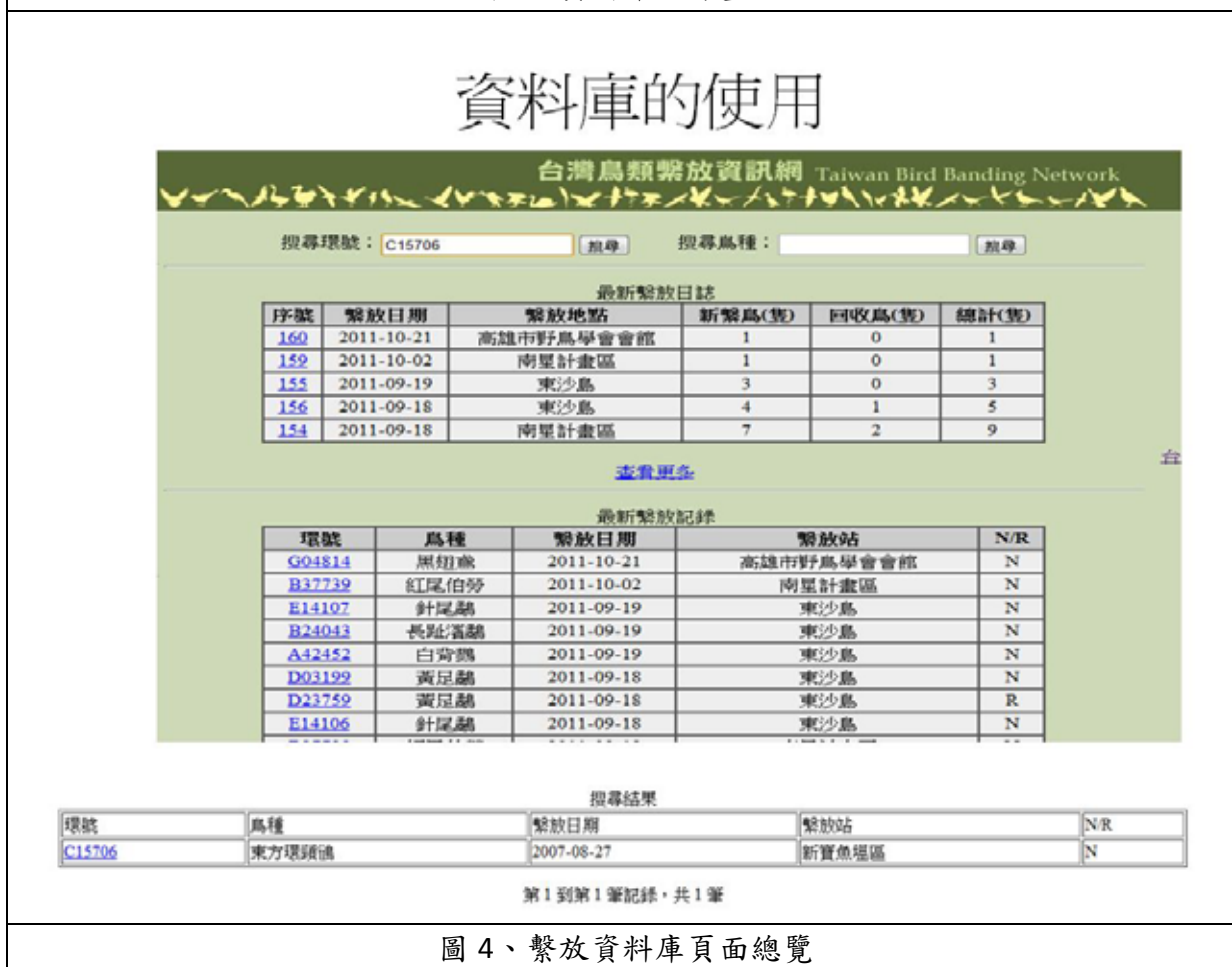 資料庫的使用
台灣鳥類繫放資訊網 Taiwan Bird Banding Network
搜尋環號： C15706 搜尋 搜尋鳥種： 搜尋
最新繫放日誌
序號 繫放日期 繫放地點 新繫鳥(隻) 回收鳥(隻) 總計(隻)
160 2011-10-21 高雄市野鳥學會會館 1 0 1
159 2011-10-02 南星計畫區 1 0 1
155 2011-09-19 東沙島 3 0 3
156 2011-09-18 東沙島 4 1 5
154 2011-09-18 南星計畫區 7 2 9
台
查看更多
最新繫放記錄
環號 鳥種 繫放日期 繫放站 N/R
G04814 黑翅鳶 2011-10-21 高雄市野鳥學會會館 N
B37739 紅尾伯勞 2011-10-02 南星計畫區 N
E14107 針尾鷸 2011-09-19 東沙島 N
B24043 長趾濱鷸 2011-09-19 東沙島 N
A42452 白背鷚 2011-09-19 東沙島 N
D03199 黃足鷸 2011-09-18 東沙島 N
D23759 黃足鷸 2011-09-18 東沙島 R
E14106 針尾鷸 2011-09-18 東沙島 N
搜尋結果
環號 鳥種 繫放日期 繫放站 N/R
C15706 東方環頸鴴 2007-08-27 新寶魚塭區 N
第 1 到第 1 筆記錄，共 1 筆
圖 4、繫放資料庫頁面總覽